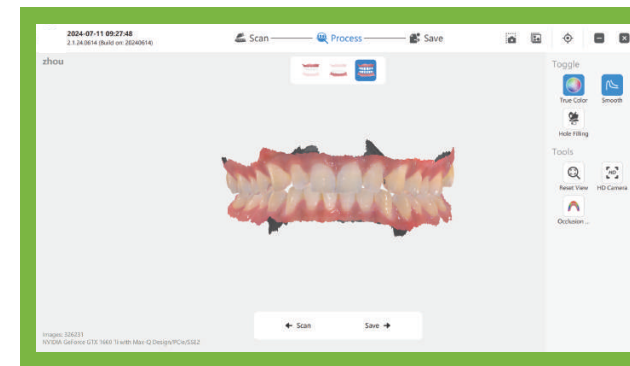 2024-07-11 09:27:48
2.1.24.0614 (Build on: 20240614)
Scan Process Save
zhou
Toggle
True Color Smooth
Hole Filling
Tools
Reset View HD Camera
HD
Occlusion ...
Scan Save
Images: 326231
NVIDIA GeForce GTX 1660 Ti with Max-Q Design/PCIe/SSE2